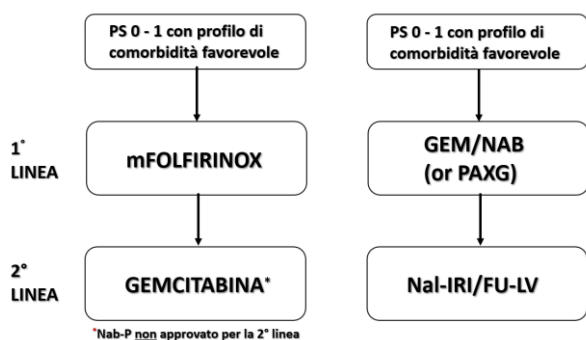 PS 0 - 1 con profilo di
comorbidità favorevole
PS 0 - 1 con profilo di
comorbidità favorevole
1°
LINEA
mFOLFIRINOX
GEM/NAB
(or PAXG)
2°
LINEA
GEMCITABINA*
Nal-IRI/FU-LV
*Nab-P non approvato per la 2° linea